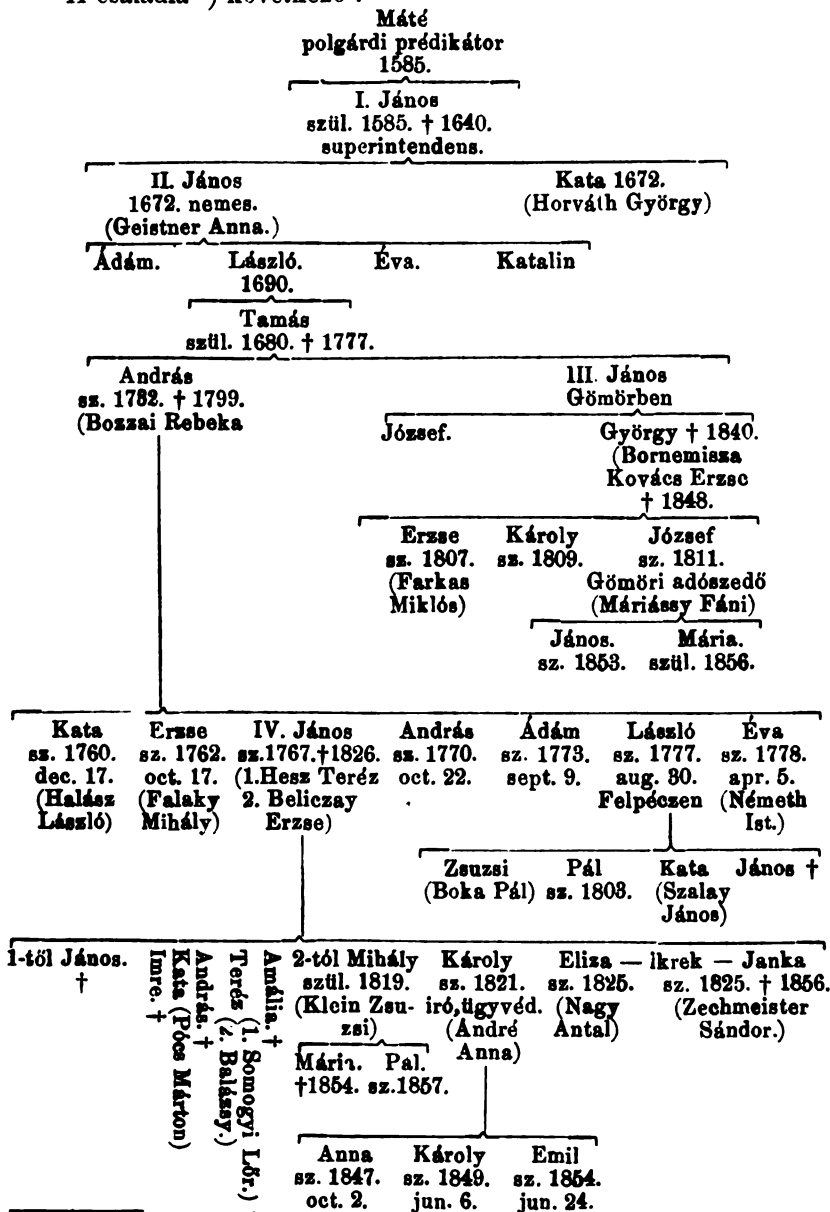 A családfa *) következő :
Máté
polgárdi prédikátor
1585.
I. János
szül. 1585. † 1640.
superintendens.
II. János
1672. nemes.
(Geistner Anna.)
Kata 1672.
(Horváth György)
Ádám. László. Éva. Katalin
1690.
Tamás
szül. 1680. † 1777.
András
sz. 1732. † 1799.
(Bozzai Rebeka
III. János
Gömörben
József. György † 1840.
(Bornemisza
Kovács Erzse
† 1848.
Erzse Károly József
sz. 1807. sz. 1809. sz. 1811.
(Farkas Gömöri adószedő
Miklós) (Máriássy Fáni)
János. Mária.
sz. 1853. szül. 1856.
Kata Erzse IV. János András Ádám László Éva
sz. 1760. sz. 1762. sz.1767.†1826. sz. 1770. sz. 1773. sz. 1777. sz. 1778.
dec. 17. oct. 17. (1.Hesz Teréz oct. 22. sept. 9. aug. 30. apr. 5.
(Halász (Falaky 2. Beliczay Felpéczen (Németh
László) Mihály) Erzse) Ist.)
Zsuzsi Pál Kata János †
(Boka Pál) sz. 1803. (Szalay
János)
1-töl János.
†
Imre. †
Kata (Pócs Márton)
András. †
Teréz (1. Somogyi Lőr.)
(2. Balázsy.)
Amália. †
2-tól Mihály Károly Eliza — Ikrek — Janka
szül. 1819. sz. 1821. sz. 1825. sz. 1825. † 1856.
(Klein Zsu- iró,ügyvéd. (Nagy (Zechmeister
zsi) (André Antal) Sándor.)
Anna)
Mária. Pal.
†1854. sz.1857.
Anna Károly Emil
sz. 1847. sz. 1849. sz. 1854.
oct. 2. jun. 6. jun. 24.